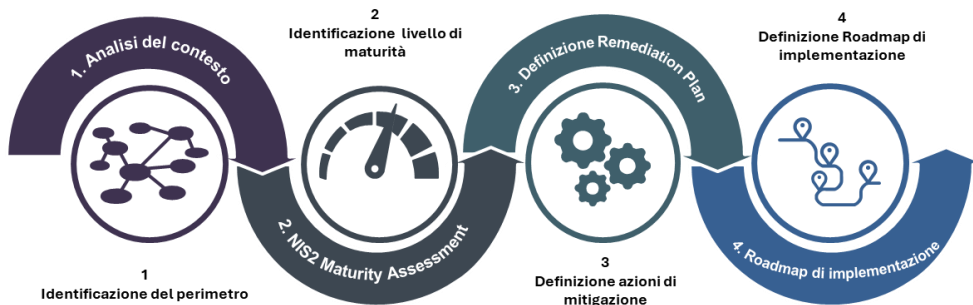 1. Analisi del contesto
1
Identificazione del perimetro
2
Identificazione livello di
maturità
2. NIS2 Maturity Assessment
3. Definizione Remediation Plan
3
Definizione azioni di
mitigazione
4
Definizione Roadmap di
implementazione
4. Roadmap di implementazione